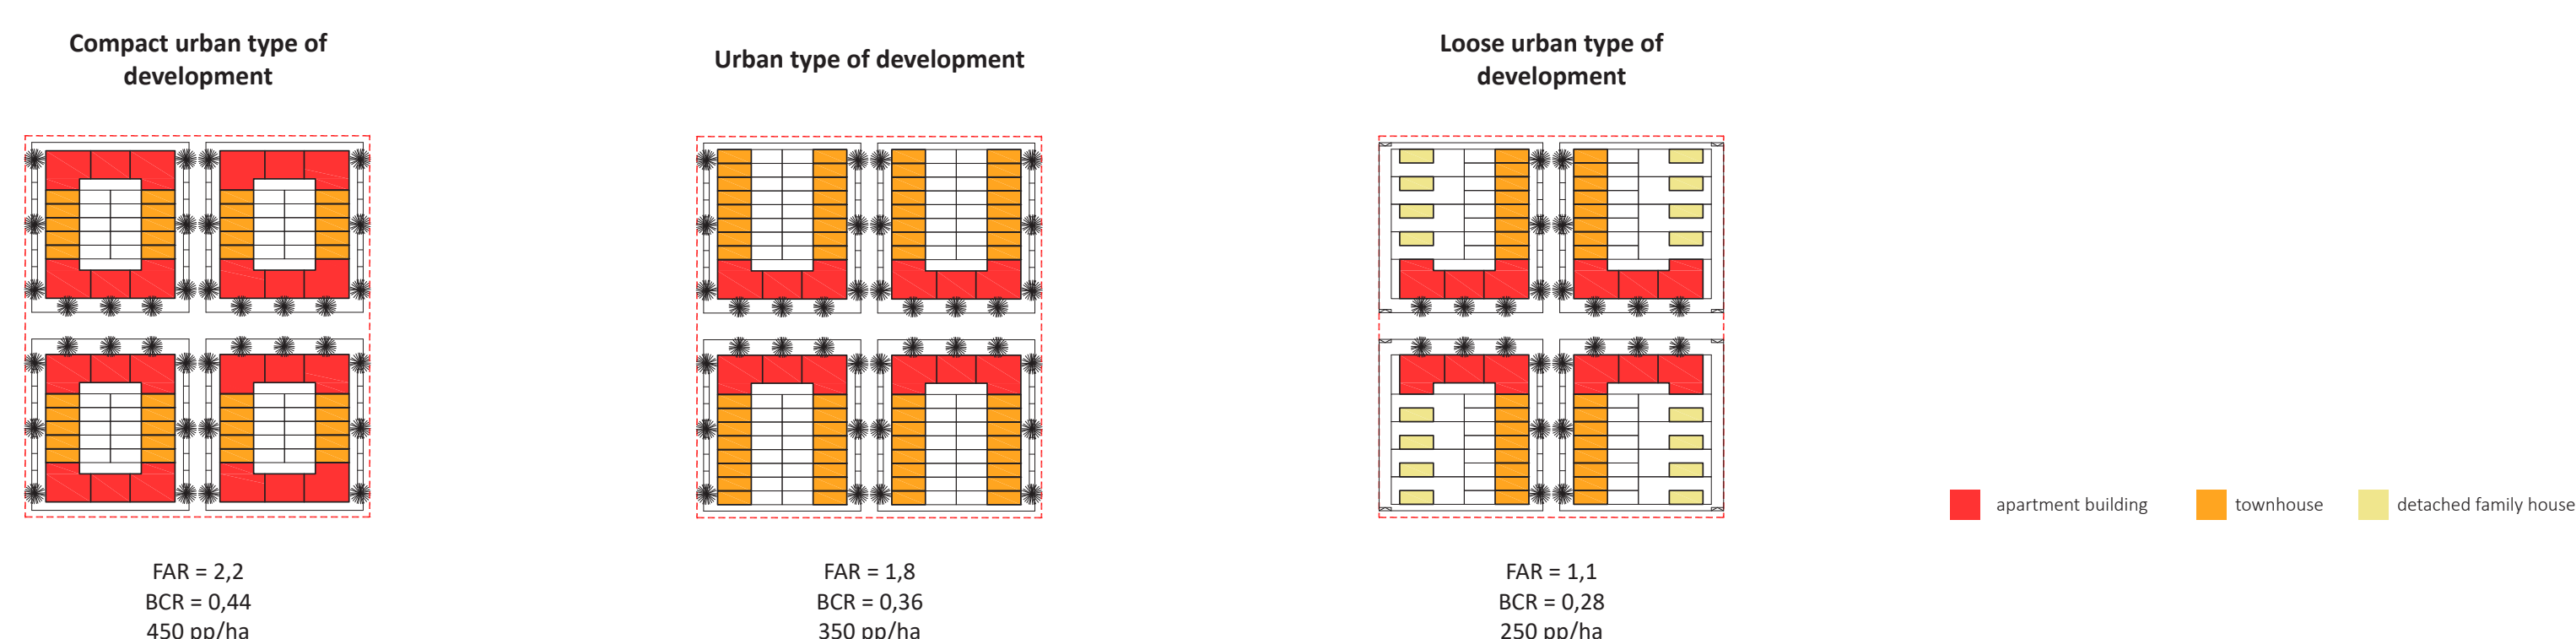 Compact urban type of
development
Urban type of development
Loose urban type of
development
apartment building
townhouse
detached family house
FAR = 2,2
BCR = 0,44
450 pp/ha
FAR = 1,8
BCR = 0,36
350 pp/ha
FAR = 1,1
BCR = 0,28
250 pp/ha